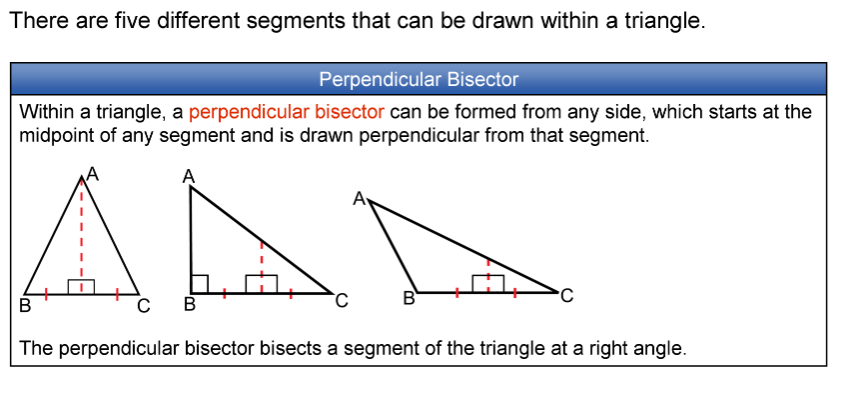 There are five different segments that can be drawn within a triangle.
Perpendicular Bisector
Within a triangle, a perpendicular bisector can be formed from any side, which starts at the
midpoint of any segment and is drawn perpendicular from that segment.
A
B
C
A
B
C
A
B
C
The perpendicular bisector bisects a segment of the triangle at a right angle.